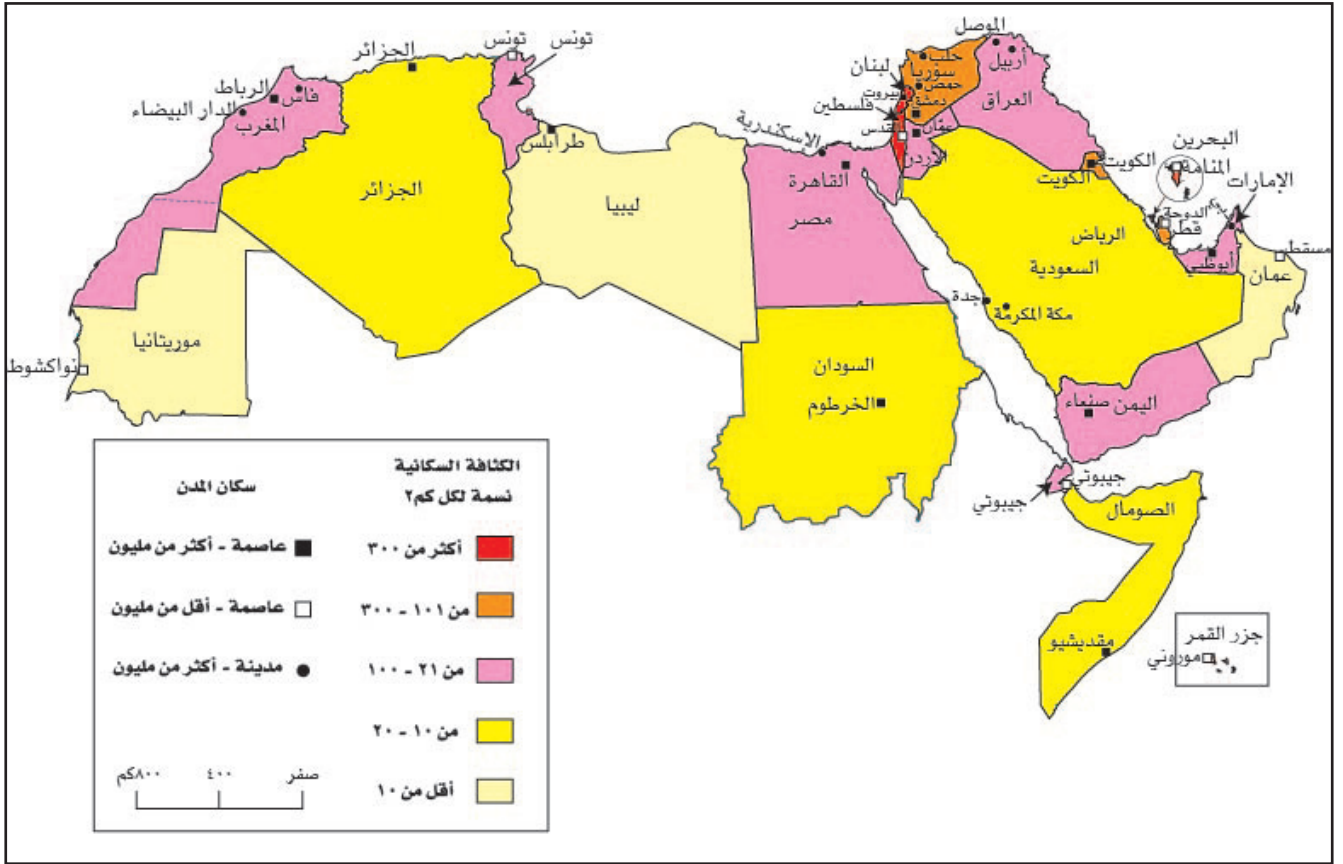 الموصل
أربيل
حلب
سوريا
حمص
دمشق
العراق
لبنان
بيروت
فلسطين
القدس
عمان
الأردن
تونس
تونس
الجزائر
الجزائر
الرباط
فاس
الدار البيضاء
المغرب
طرابلس
ليبيا
الاسكندرية
القاهرة
مصر
الكويت
الكويت
البحرين
المنامة
الإمارات
الدوحة
قطر
أبوظبي
مسقط
عمان
الرياض
السعودية
جدة
مكة المكرمة
موريتانيا
نواكشوط
السودان
الخرطوم
اليمن
صنعاء
جيبوتي
جيبوتي
الصومال
مقديشيو
جزر القمر
موروني
الكثافة السكانية
نسمة لكل كم٢
أكثر من ٣٠٠
من ١٠١ - ٣٠٠
من ٢١ - ١٠٠
من ١٠ - ٢٠
أقل من ١٠
سكان المدن
عاصمة - أكثر من مليون
عاصمة - أقل من مليون
مدينة - أكثر من مليون
صفر ٤٠٠ ٨٠٠كم